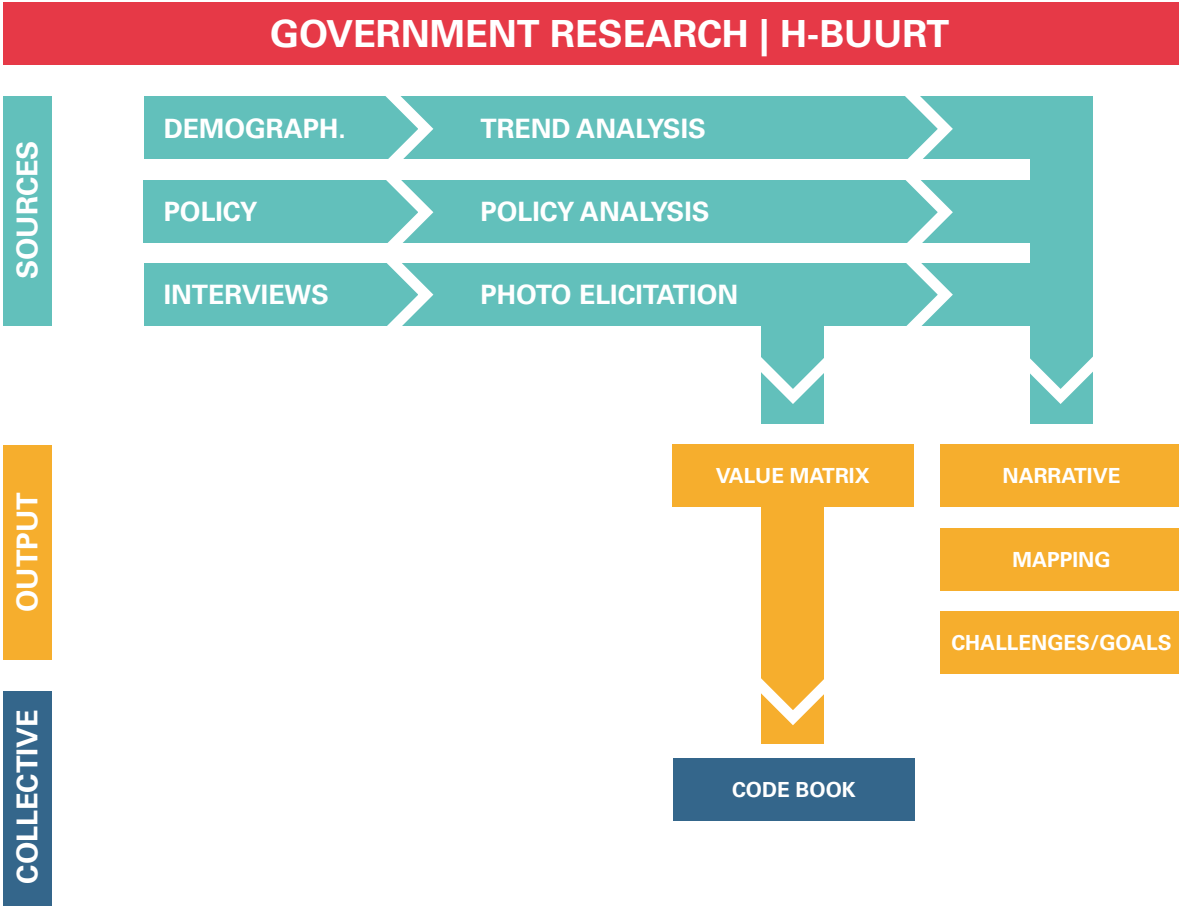 GOVERNMENT RESEARCH | H-BUURT
SOURCES
DEMOGRAPH.
TREND ANALYSIS
POLICY
POLICY ANALYSIS
INTERVIEWS
PHOTO ELICITATION
OUTPUT
VALUE MATRIX
NARRATIVE
MAPPING
CHALLENGES/GOALS
COLLECTIVE
CODE BOOK